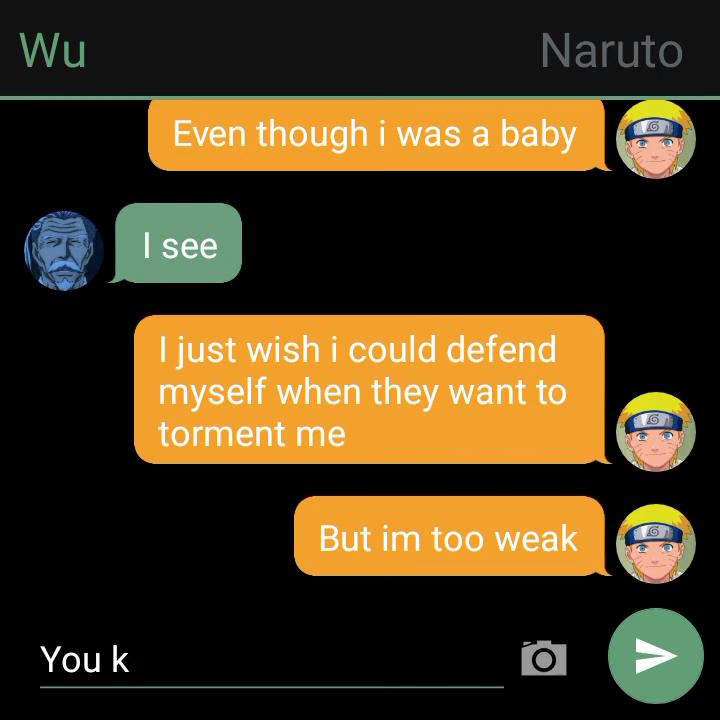 Wu
Naruto
Even though i was a baby
I see
I just wish i could defend
myself when they want to
torment me
But im too weak
You k